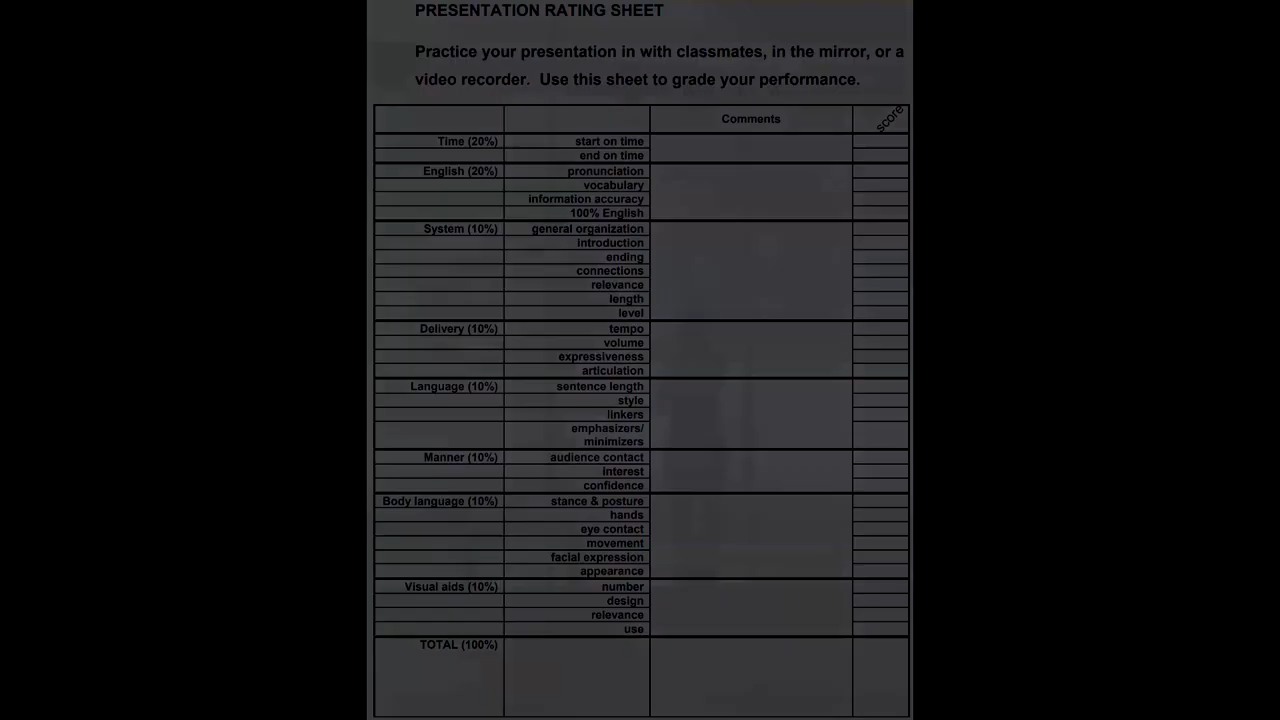 PRESENTATION RATING SHEET
Practice your presentation in with classmates, in the mirror, or a
video recorder.  Use this sheet to grade your performance.
Comments score
Time (20%) start on time
end on time
English (20%) pronunciation
vocabulary
information accuracy
100% English
System (10%) general organization
introduction
ending
connections
relevance
length
level
Delivery (10%) tempo
volume
expressiveness
articulation
Language (10%) sentence length
style
linkers
emphasizers/
minimizers
Manner (10%) audience contact
interest
confidence
Body language (10%) stance & posture
hands
eye contact
movement
facial expression
appearance
Visual aids (10%) number
design
relevance
use
TOTAL (100%)